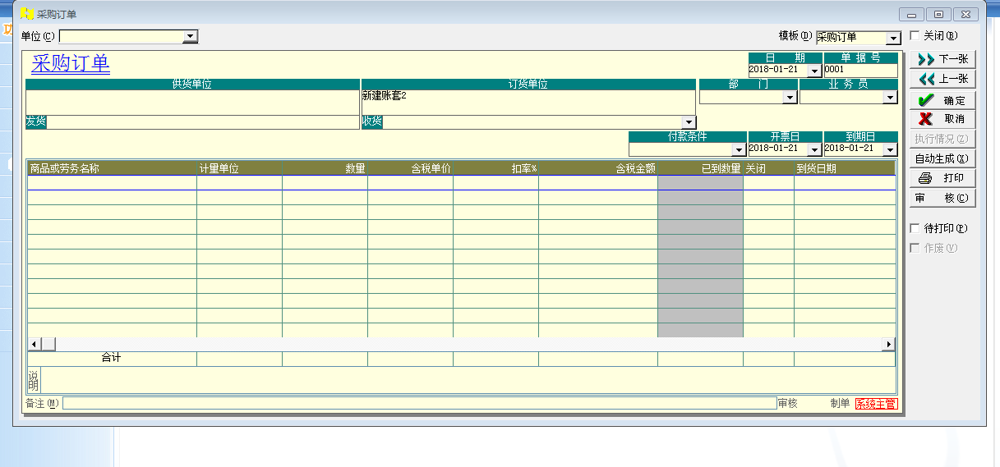 采购订单
功
单位(C)
模板(D) 采购订单 关闭(B)
采购订单
日 期 单 据 号
2018-01-21 0001
供货单位 订货单位 部 门 业 务 员
新建账套2
发货 收货
付款条件 开票日 到期日
2018-01-21 2018-01-21
商品或劳务名称 计量单位 数量 含税单价 扣率% 含税金额 已到数量 关闭 到货日期
合计
说明
备注(M) 审核 制单 系统主管
下一张
上一张
确定
取消
执行情况(Z)
自动生成(X)
打印
审 核(C)
待打印(P)
作废(V)